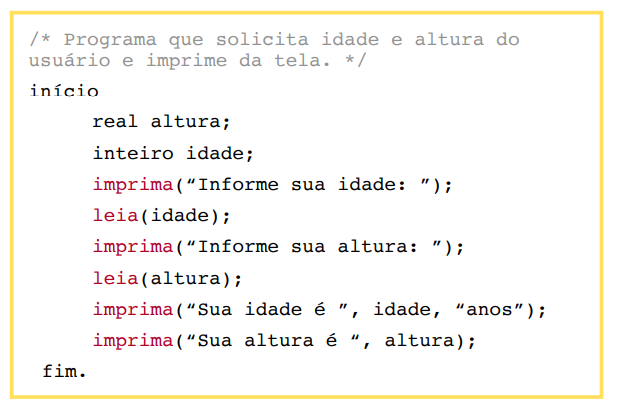 /* Programa que solicita idade e altura do
usuário e imprime da tela. */
início
real altura;
inteiro idade;
imprima(“Informe sua idade: ”);
leia(idade);
imprima(“Informe sua altura: ”);
leia(altura);
imprima(“Sua idade é ”, idade, “anos”);
imprima(“Sua altura é “, altura);
fim.